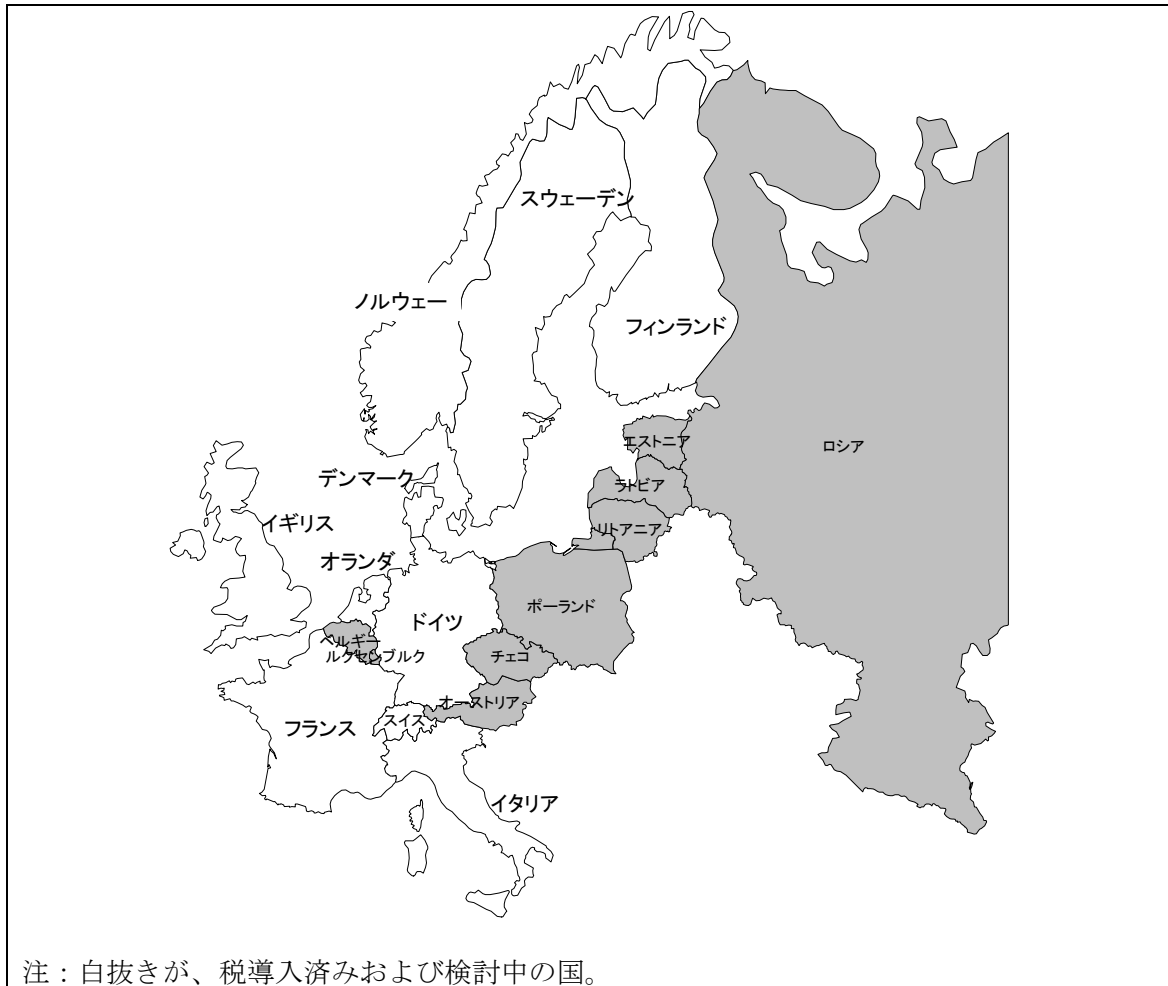 スウェーデン
ノルウェー
フィンランド
エストニア
ロシア
デンマーク
ラトビア
イギリス
リトアニア
オランダ
ポーランド
ドイツ
ベルギー
ルクセンブルク
チェコ
オーストリア
フランス
スイス
イタリア
注：白抜きが、税導入済みおよび検討中の国。